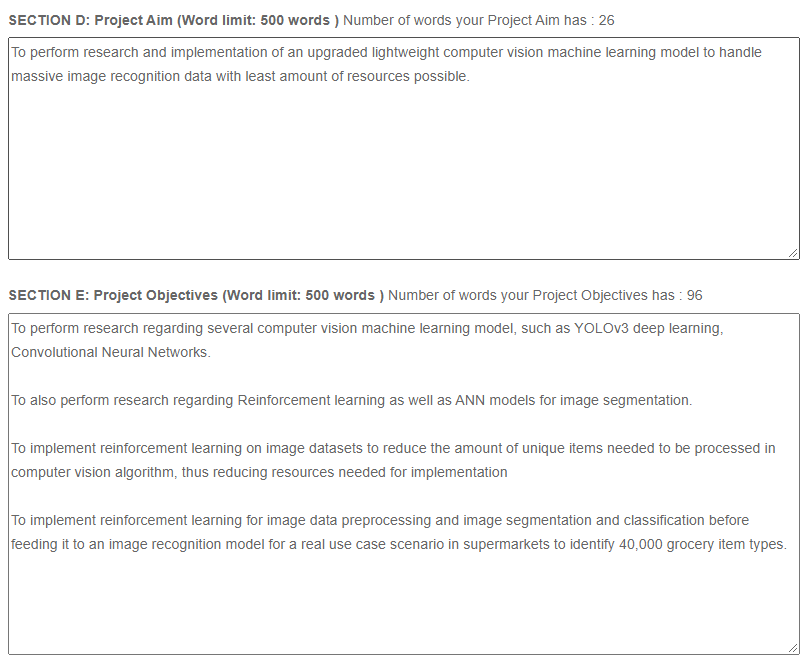 SECTION D: Project Aim (Word limit: 500 words ) Number of words your Project Aim has : 26
To perform research and implementation of an upgraded lightweight computer vision machine learning model to handle
massive image recognition data with least amount of resources possible.
SECTION E: Project Objectives (Word limit: 500 words ) Number of words your Project Objectives has : 96
To perform research regarding several computer vision machine learning model, such as YOLOv3 deep learning,
Convolutional Neural Networks.
To also perform research regarding Reinforcement learning as well as ANN models for image segmentation.
To implement reinforcement learning on image datasets to reduce the amount of unique items needed to be processed in
computer vision algorithm, thus reducing resources needed for implementation
To implement reinforcement learning for image data preprocessing and image segmentation and classification before
feeding it to an image recognition model for a real use case scenario in supermarkets to identify 40,000 grocery item types.